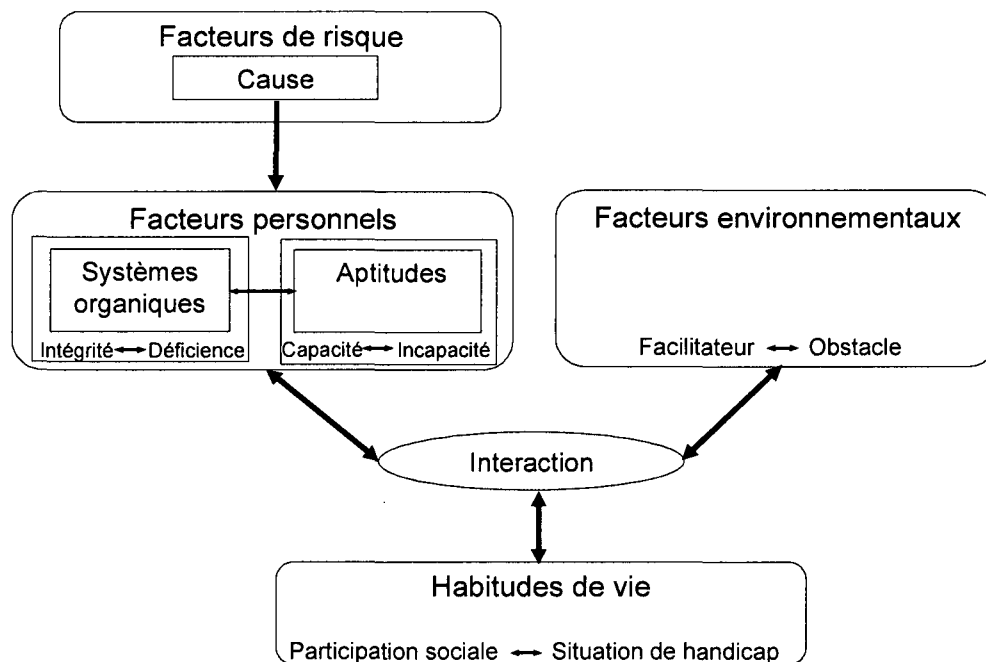 Facteurs de risque
Cause
Facteurs personnels
Systèmes
organiques
Aptitudes
Intégrité Déficience
Capacité Incapacité
Facteurs environnementaux
Facilitateur Obstacle
Interaction
Habitudes de vie
Participation sociale Situation de handicap